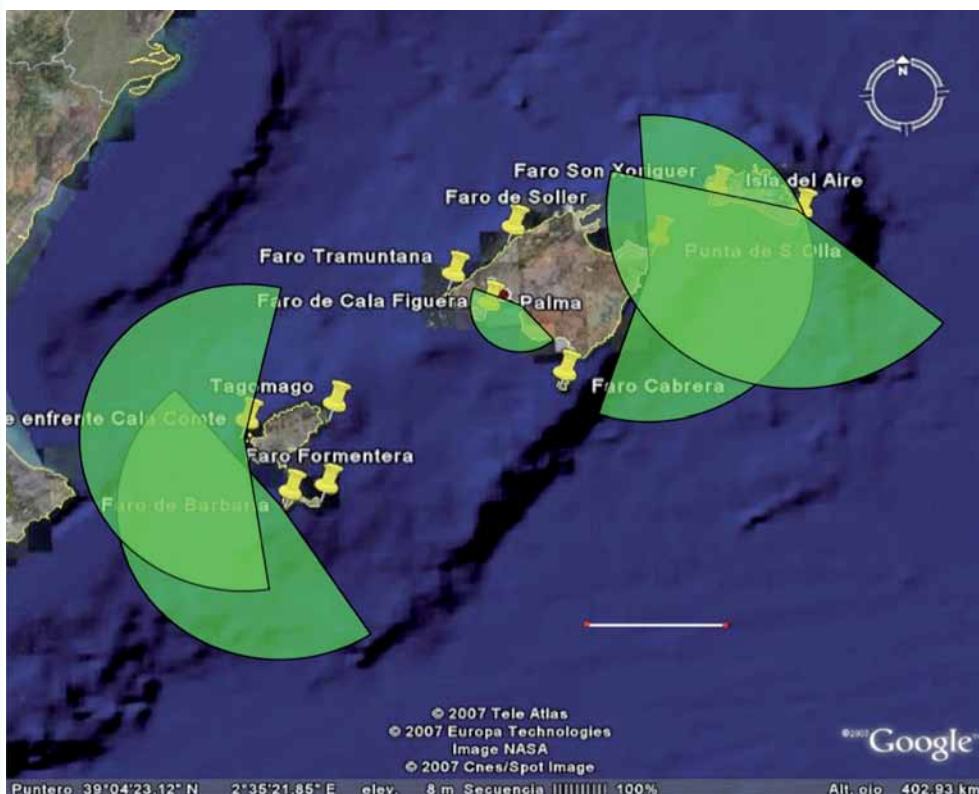 N
Faro Son Xoriguer
Isla del Aire
Faro de Soller
Punta de S Olla
Faro Tramuntana
Faro de Cala Figuera
Palma
Tagomago
Faro Cabrera
e enfrente Cala Comte
Faro Formentera
Faro de Barbaria
© 2007 Tele Atlas
© 2007 Europa Technologies
Image NASA
© 2007 Cnes/Spot Image
©2007 Google™
Puntero 39°04'23.12" N 2°35'21.85" E elev. 8 m Secuencia |||||||||| 100% Alt. ojo 402.93 km